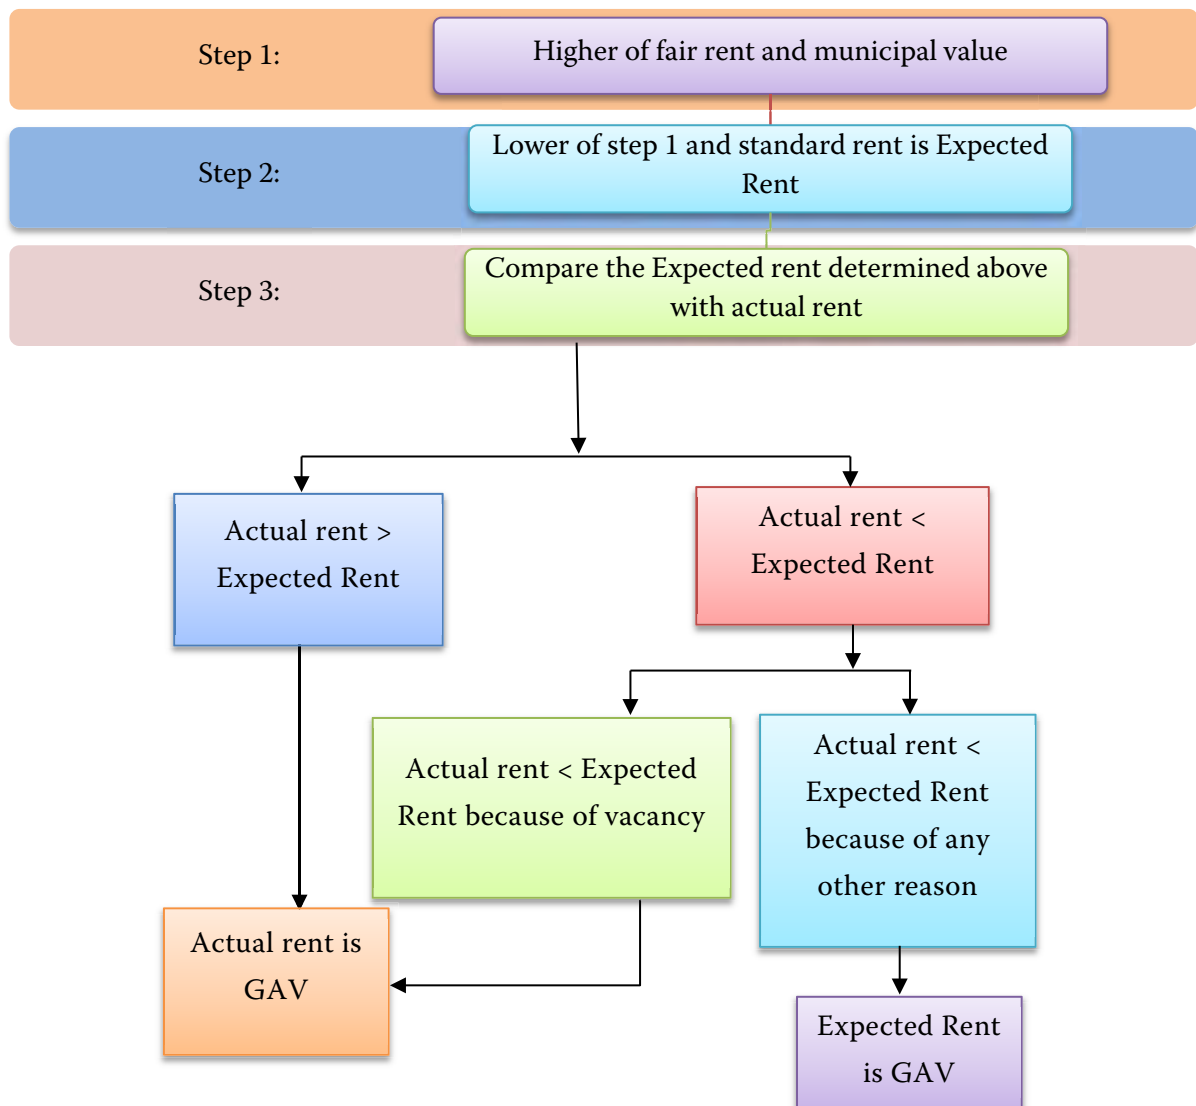 Step 1:
Higher of fair rent and municipal value
Step 2:
Lower of step 1 and standard rent is Expected
Rent
Step 3:
Compare the Expected rent determined above
with actual rent
Actual rent >
Expected Rent
Actual rent <
Expected Rent
Actual rent < Expected
Rent because of vacancy
Actual rent <
Expected Rent
because of any
other reason
Actual rent is
GAV
Expected Rent
is GAV